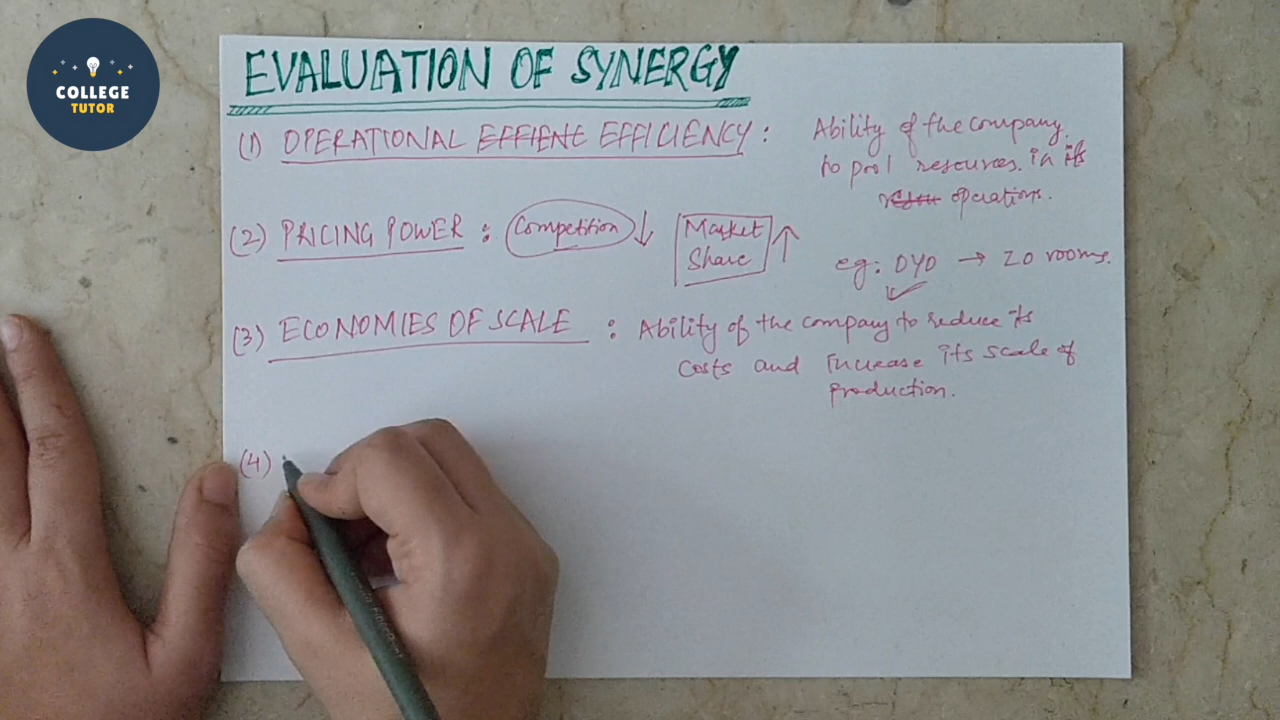 COLLEGE
TUTOR
EVALUATION OF SYNERGY
(1) OPERATIONAL EFFIENT EFFICIENCY : Ability of the company
to pool resources in its
operations.
(2) PRICING POWER : Competition ↓ Market Share ↑
eg: OYO → ZO rooms.
(3) ECONOMIES OF SCALE : Ability of the company to reduce its
costs and increase its scale of
production.
(4)